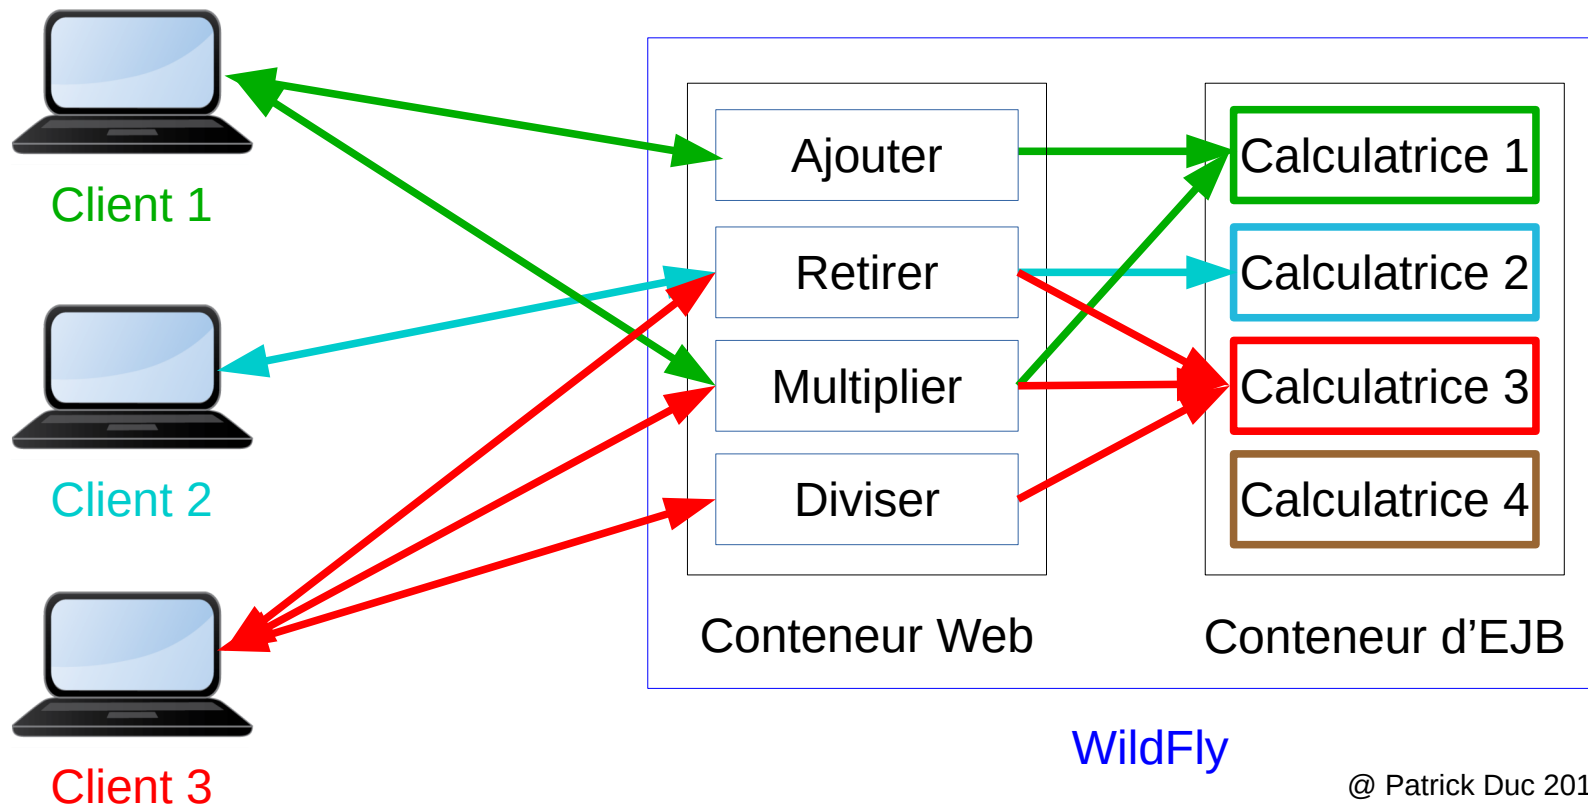 Client 1
Client 2
Client 3
Ajouter
Retirer
Multiplier
Diviser
Conteneur Web
Calculatrice 1
Calculatrice 2
Calculatrice 3
Calculatrice 4
Conteneur d’EJB
WildFly
@ Patrick Duc 201